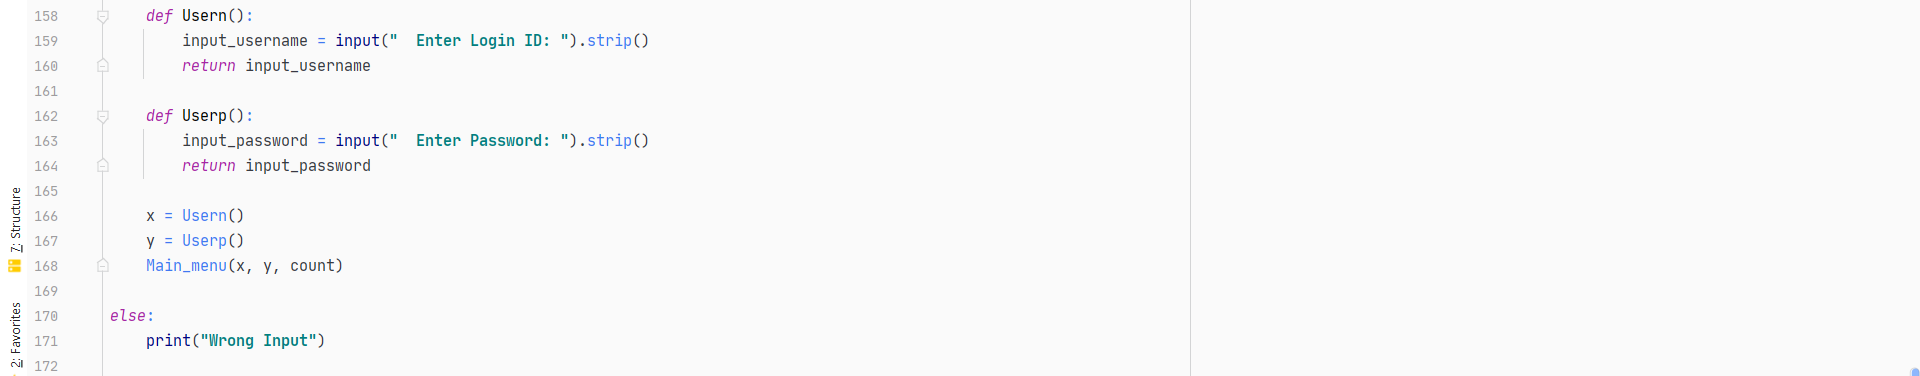 158 def Usern():
159 input_username = input("  Enter Login ID: ").strip()
160 return input_username
161
162 def Userp():
163 input_password = input("  Enter Password: ").strip()
164 return input_password
165
166 x = Usern()
167 y = Userp()
168 Main_menu(x, y, count)
169
170 else:
171 print("Wrong Input")
172
7: Structure
2: Favorites